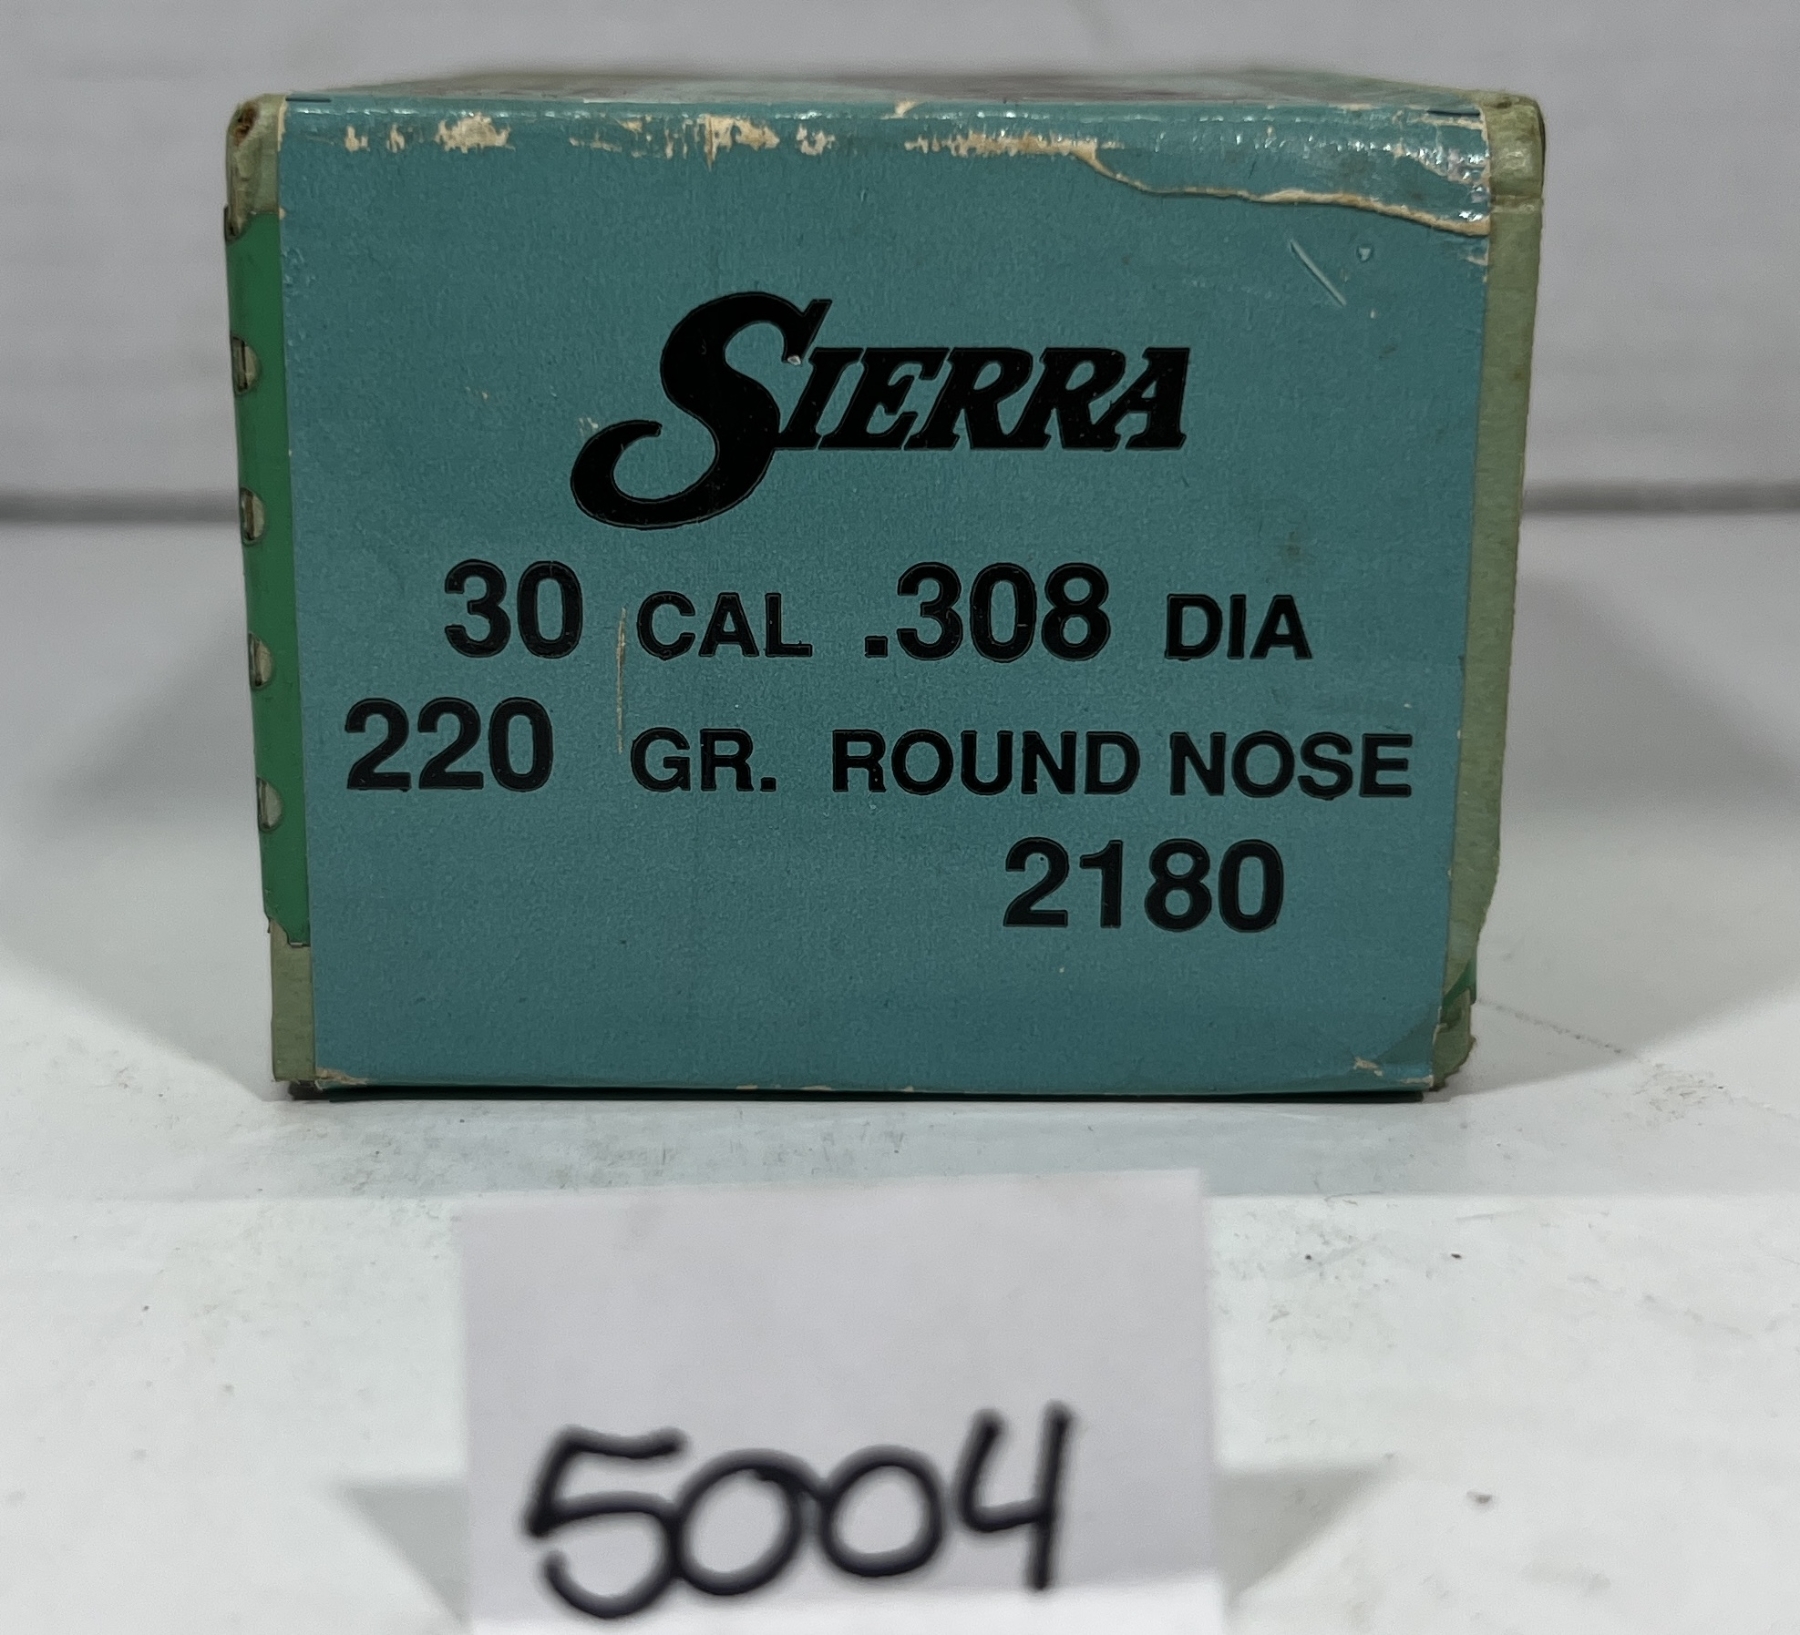 SIERRA
30 CAL .308 DIA
220 GR. ROUND NOSE
2180
5004